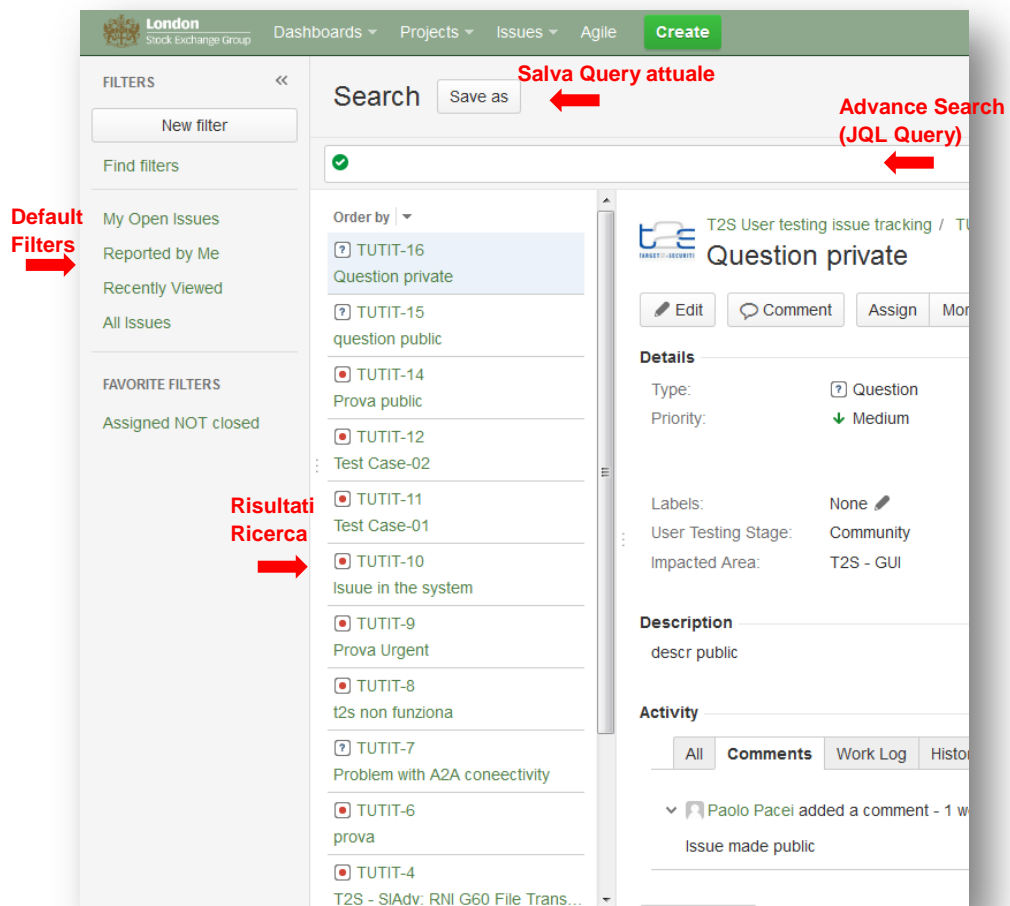 London
Stock Exchange Group
Dashboards Projects Issues Agile Create
FILTERS
New filter
Find filters
My Open Issues
Reported by Me
Recently Viewed
All Issues
FAVORITE FILTERS
Assigned NOT closed
Default
Filters
Search Save as
Salva Query attuale
Advance Search
(JQL Query)
Order by
TUTIT-16
Question private
TUTIT-15
question public
TUTIT-14
Prova public
TUTIT-12
Test Case-02
TUTIT-11
Test Case-01
TUTIT-10
Isuue in the system
TUTIT-9
Prova Urgent
TUTIT-8
t2s non funziona
TUTIT-7
Problem with A2A coneectivity
TUTIT-6
prova
TUTIT-4
T2S - SIAdv: RNI G60 File Trans...
Risultati
Ricerca
t2s
T2S User testing issue tracking / TU
Question private
Edit Comment Assign Mor
Details
Type: Question
Priority: Medium
Labels: None
User Testing Stage: Community
Impacted Area: T2S - GUI
Description
descr public
Activity
All Comments Work Log Histor
Paolo Pacei added a comment - 1 w
Issue made public